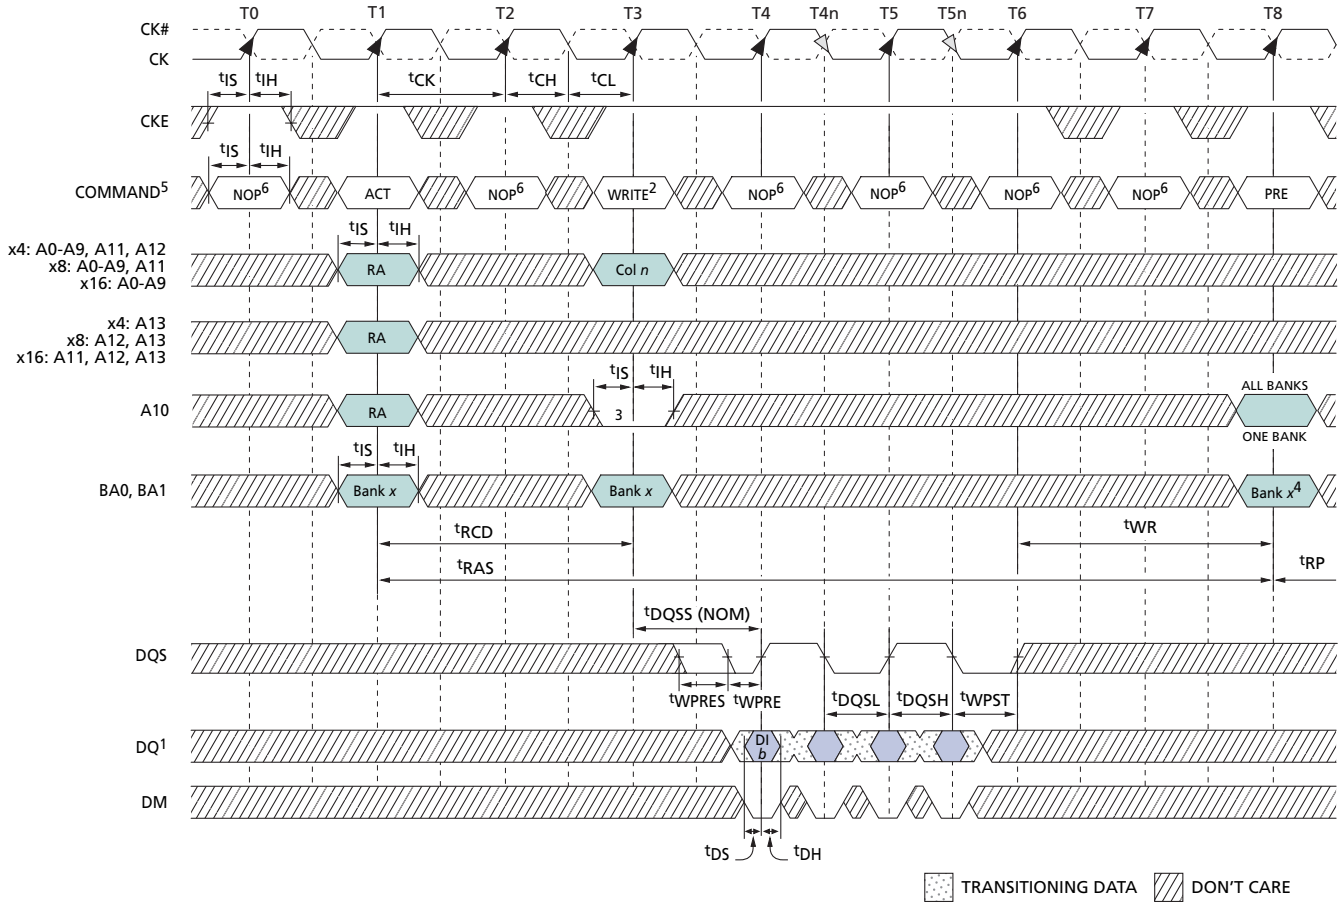 T0 T1 T2 T3 T4 T4n T5 T5n T6 T7 T8
CK#
CK
tIS tIH tCK tCH tCL
CKE
tIS tIH
COMMAND5 NOP6 ACT NOP6 WRITE2 NOP6 NOP6 NOP6 NOP6 PRE
tIS tIH
x4: A0-A9, A11, A12
x8: A0-A9, A11
x16: A0-A9
RA Col n
x4: A13
x8: A12, A13
x16: A11, A12, A13
RA
tIS tIH
ALL BANKS
A10 RA 3
ONE BANK
tIS tIH
BA0, BA1 Bank x Bank x Bank x4
tRCD tWR
tRAS tRP
tDQSS (NOM)
DQS
tWPRES tWPRE tDQSL tDQSH tWPST
DQ1 DI
b
DM
tDS tDH
TRANSITIONING DATA DON'T CARE